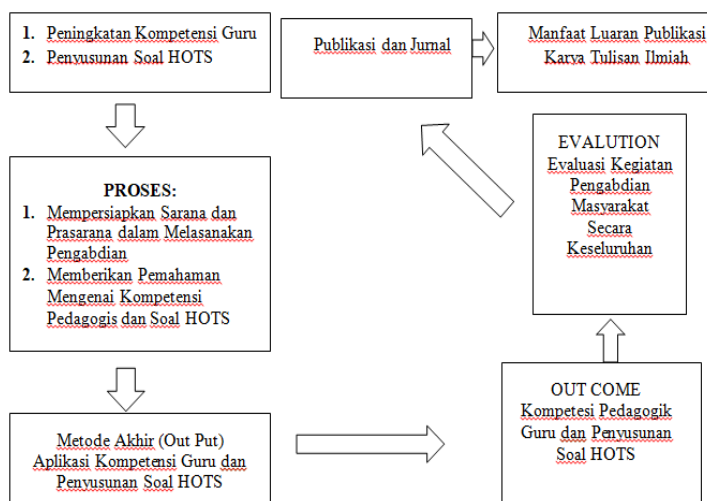 1. Peningkatan Kompetensi Guru
2. Penyusunan Soal HOTS
PROSES:
1. Mempersiapkan Sarana dan
Prasarana dalam Melasanakan
Pengabdian
2. Memberikan Pemahaman
Mengenai Kompetensi
Pedagogis dan Soal HOTS
Metode Akhir (Out Put)
Aplikasi Kompetensi Guru dan
Penyusunan Soal HOTS
OUT COME
Kompetesi Pedagogik
Guru dan Penyusunan
Soal HOTS
EVALUTION
Evaluasi Kegiatan
Pengabdian
Masyarakat
Secara
Keseluruhan
Publikasi dan Jurnal
Manfaat Luaran Publikasi
Karya Tulisan Ilmiah